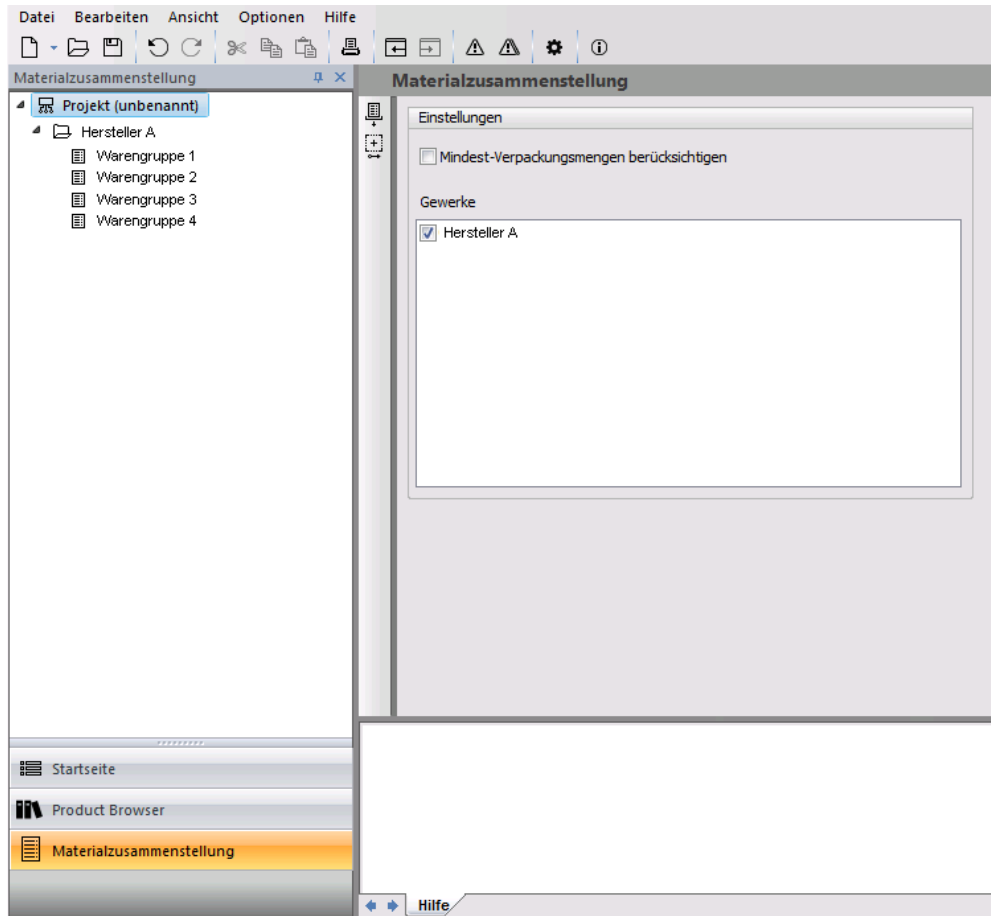 Datei Bearbeiten Ansicht Optionen Hilfe
Materialzusammenstellung
Projekt (unbenannt)
Hersteller A
Warengruppe 1
Warengruppe 2
Warengruppe 3
Warengruppe 4
Startseite
Product Browser
Materialzusammenstellung
Materialzusammenstellung
Einstellungen
Mindest-Verpackungsmengen berücksichtigen
Gewerke
Hersteller A
Hilfe